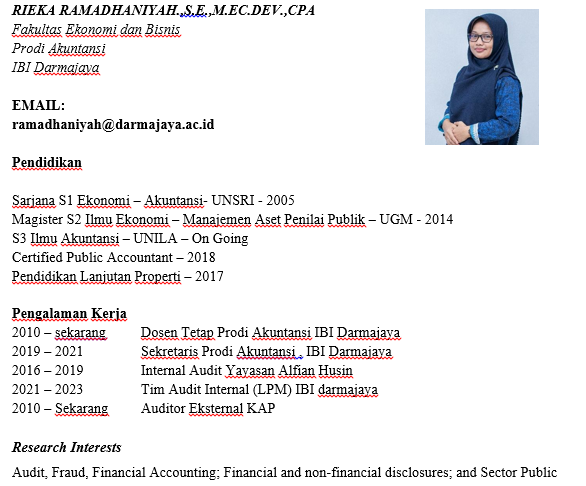 RIEKA RAMADHANIYAH.,S.E.,M.EC.DEV.,CPA
Fakultas Ekonomi dan Bisnis
Prodi Akuntansi
IBI Darmajaya
EMAIL:
ramadhaniyah@darmajaya.ac.id
Pendidikan
Sarjana S1 Ekonomi – Akuntansi- UNSRI - 2005
Magister S2 Ilmu Ekonomi – Manajemen Aset Penilai Publik – UGM - 2014
S3 Ilmu Akuntansi – UNILA – On Going
Certified Public Accountant – 2018
Pendidikan Lanjutan Properti – 2017
Pengalaman Kerja
2010 – sekarang Dosen Tetap Prodi Akuntansi IBI Darmajaya
2019 – 2021 Sekretaris Prodi Akuntansi , IBI Darmajaya
2016 – 2019 Internal Audit Yayasan Alfian Husin
2021 – 2023 Tim Audit Internal (LPM) IBI darmajaya
2010 – Sekarang Auditor Eksternal KAP
Research Interests
Audit, Fraud, Financial Accounting; Financial and non-financial disclosures; and Sector Public